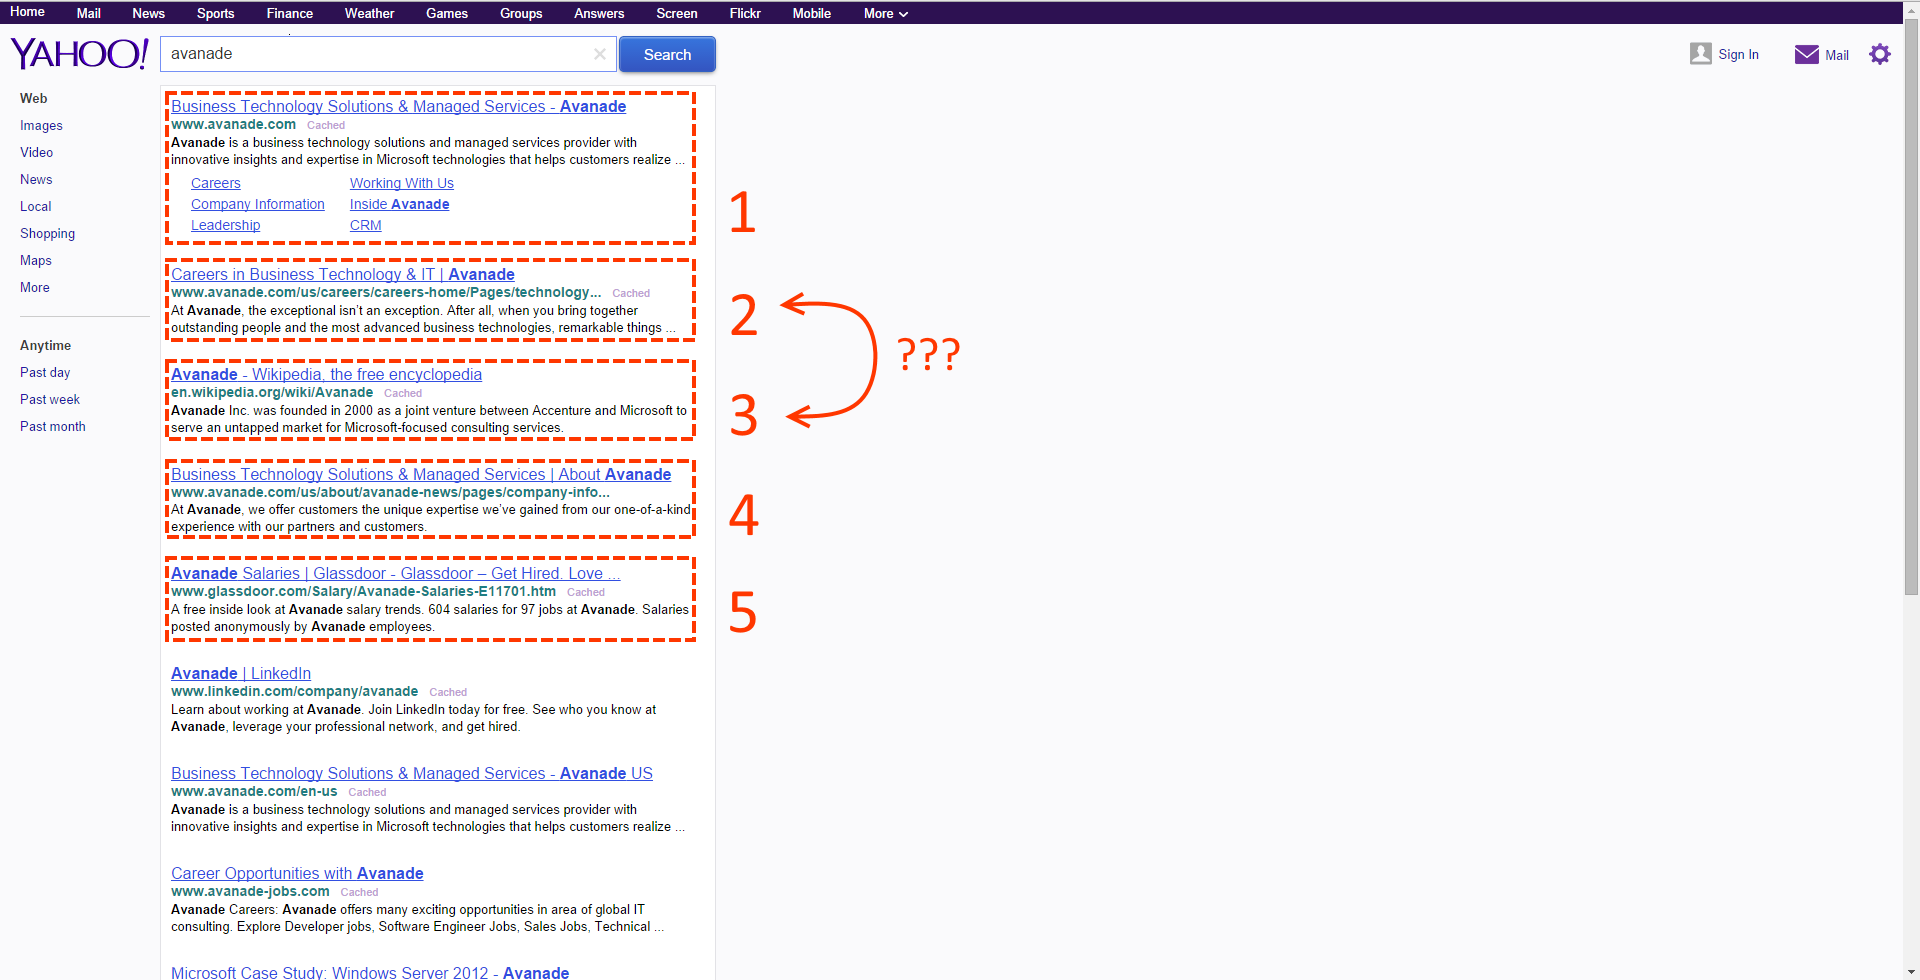 Home Mail News Sports Finance Weather Games Groups Answers Screen Flickr Mobile More
YAHOO! avanade Search Sign In Mail
Web
Images
Video
News
Local
Shopping
Maps
More
Anytime
Past day
Past week
Past month
Business Technology Solutions & Managed Services - Avanade
www.avanade.com Cached
Avanade is a business technology solutions and managed services provider with
innovative insights and expertise in Microsoft technologies that helps customers realize ...
Careers Working With Us
Company Information Inside Avanade
Leadership CRM
1
Careers in Business Technology & IT | Avanade
www.avanade.com/us/careers/careers-home/Pages/technology... Cached
At Avanade, the exceptional isn't an exception. After all, when you bring together
outstanding people and the most advanced business technologies, remarkable things ...
2
???
Avanade - Wikipedia, the free encyclopedia
en.wikipedia.org/wiki/Avanade Cached
Avanade Inc. was founded in 2000 as a joint venture between Accenture and Microsoft to
serve an untapped market for Microsoft-focused consulting services.
3
Business Technology Solutions & Managed Services | About Avanade
www.avanade.com/us/about/avanade-news/pages/company-info...
At Avanade, we offer customers the unique expertise we've gained from our one-of-a-kind
experience with our partners and customers.
4
Avanade Salaries | Glassdoor - Glassdoor – Get Hired. Love ...
www.glassdoor.com/Salary/Avanade-Salaries-E11701.htm Cached
A free inside look at Avanade salary trends. 604 salaries for 97 jobs at Avanade. Salaries
posted anonymously by Avanade employees.
5
Avanade | LinkedIn
www.linkedin.com/company/avanade Cached
Learn about working at Avanade. Join LinkedIn today for free. See who you know at
Avanade, leverage your professional network, and get hired.
Business Technology Solutions & Managed Services - Avanade US
www.avanade.com/en-us Cached
Avanade is a business technology solutions and managed services provider with
innovative insights and expertise in Microsoft technologies that helps customers realize ...
Career Opportunities with Avanade
www.avanade-jobs.com Cached
Avanade Careers: Avanade offers many exciting opportunities in area of global IT
consulting. Explore Developer jobs, Software Engineer Jobs, Sales Jobs, Technical ...
Microsoft Case Study: Windows Server 2012 - Avanade